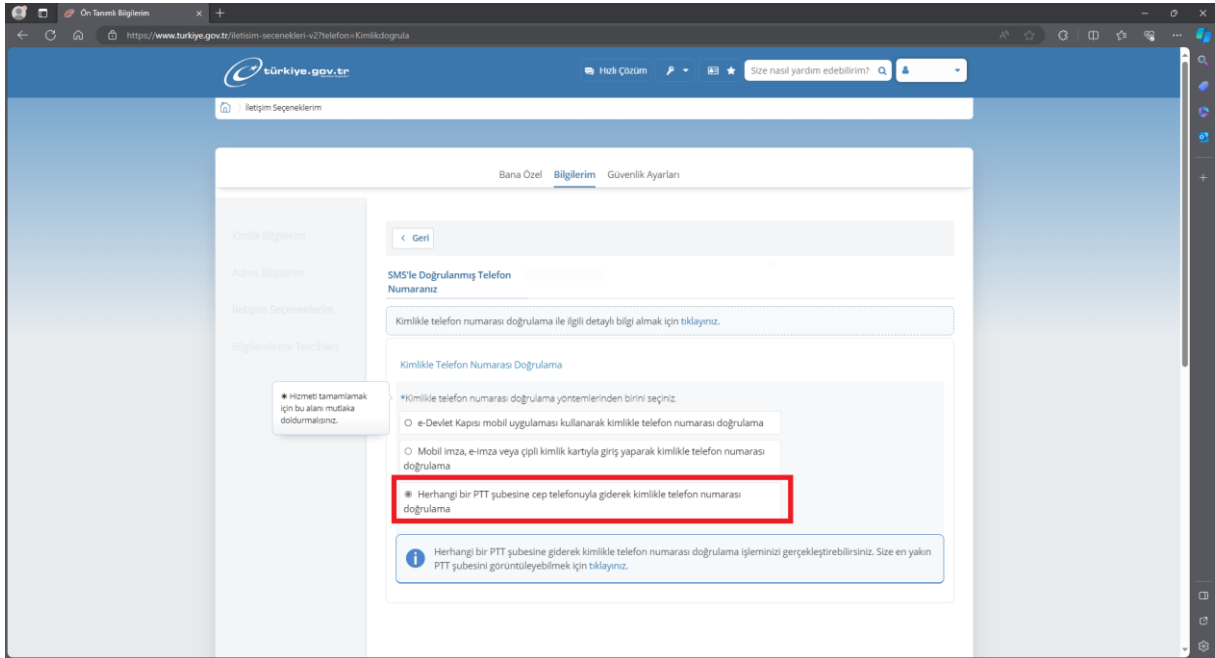 Ön Tanımlı Bilgilerim
https://www.turkiye.gov.tr/iletisim-secenekleri-v2?telefon=Kimlikdogrula
türkiye.gov.tr
Hızlı Çözüm
Size nasıl yardım edebilirim?
İletişim Seçeneklerim
Bana Özel Bilgilerim Güvenlik Ayarları
Kimlik Bilgilerim
Adres Bilgilerim
İletişim Seçeneklerim
Bilgilendirme Tercihleri
Geri
SMS'le Doğrulanmış Telefon
Numaranız
Kimlikle telefon numarası doğrulama ile ilgili detaylı bilgi almak için tıklayınız.
Kimlikle Telefon Numarası Doğrulama
* Hizmeti tamamlamak
için bu alanı mutlaka
doldurmalısınız.
*Kimlikle telefon numarası doğrulama yöntemlerinden birini seçiniz.
e-Devlet Kapısı mobil uygulaması kullanarak kimlikle telefon numarası doğrulama
Mobil imza, e-imza veya çipli kimlik kartıyla giriş yaparak kimlikle telefon numarası
doğrulama
Herhangi bir PTT şubesine cep telefonuyla giderek kimlikle telefon numarası
doğrulama
Herhangi bir PTT şubesine giderek kimlikle telefon numarası doğrulama işleminizi gerçekleştirebilirsiniz. Size en yakın
PTT şubesini görüntüleyebilmek için tıklayınız.